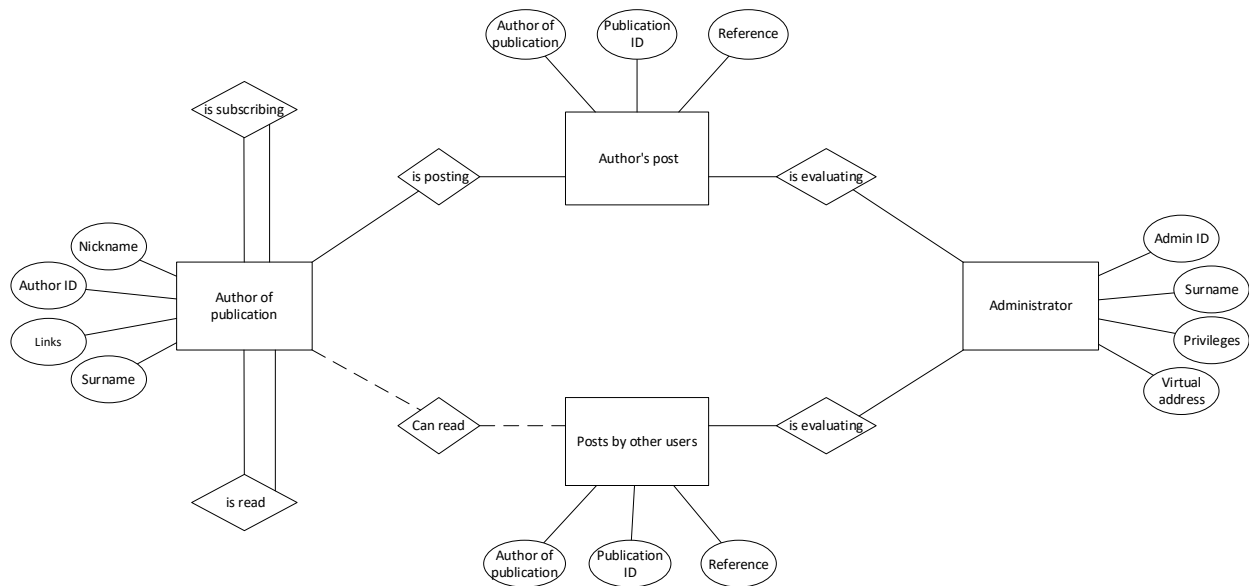 Author of
publication
Publication
ID
Reference
is subscribing
Author's post
is posting
is evaluating
Nickname
Author ID
Links
Surname
Author of
publication
Administrator
Admin ID
Surname
Privileges
Virtual
address
Can read
Posts by other users
is evaluating
is read
Author of
publication
Publication
ID
Reference